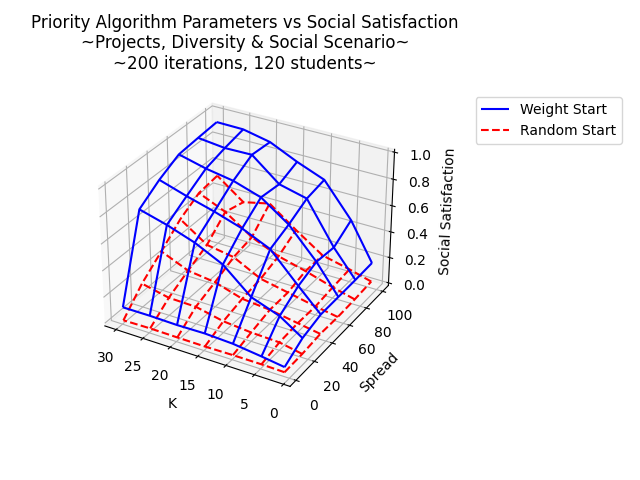 Priority Algorithm Parameters vs Social Satisfaction
~Projects, Diversity & Social Scenario~
~200 iterations, 120 students~
Weight Start
Random Start
1.0
0.8
0.6
0.4
0.2
0.0
Social Satisfaction
100
80
60
40
20
0
Spread
30
25
20
15
10
5
0
K